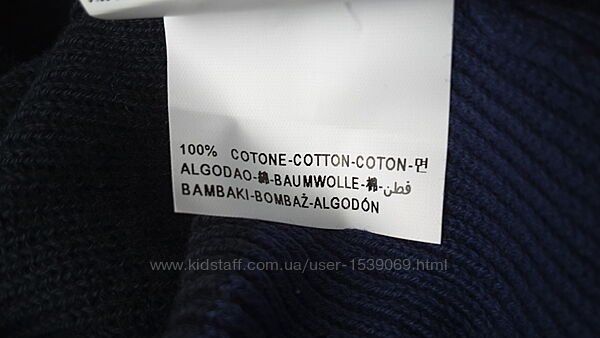 100% COTONE-COTTON-COTON-면
ALGODAO-綿-BAUMWOLLE-棉-قطن
BAMBAKI-BOMBAŽ-ALGODÓN
www.kidstaff.com.ua/user-1539069.html